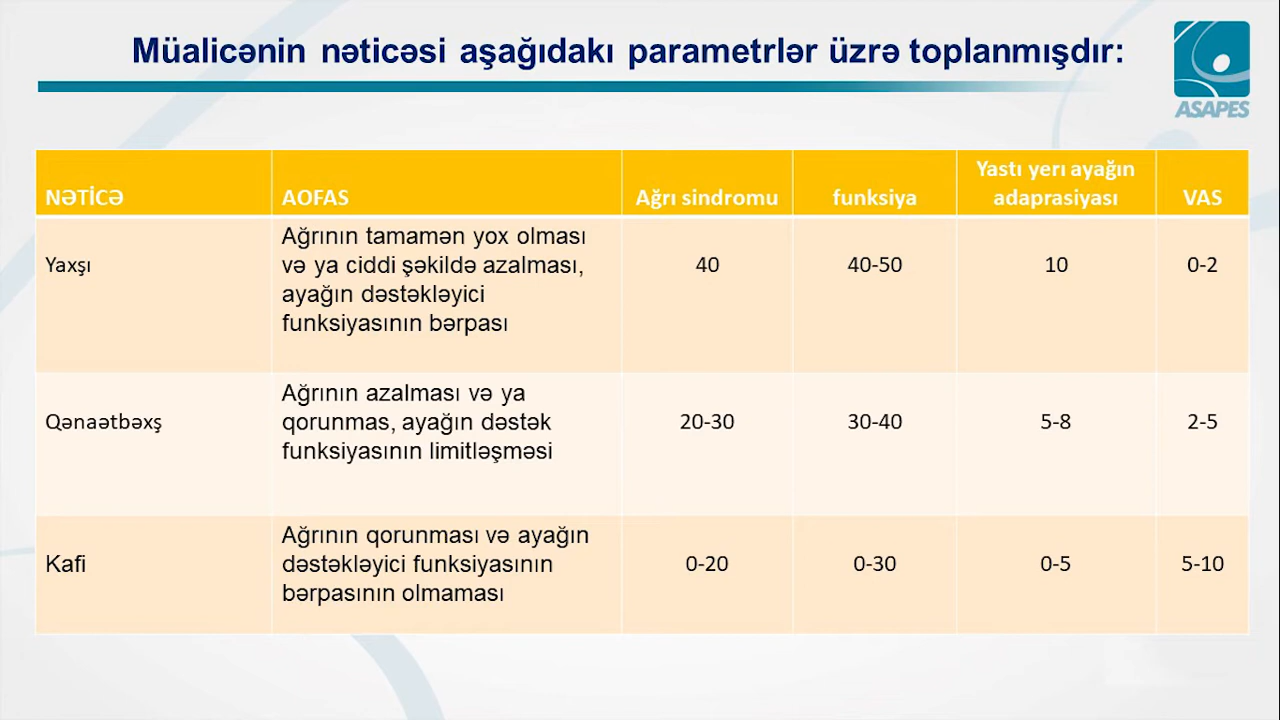 Müalicənin nəticəsi aşağıdakı parametrlər üzrə toplanmışdır:
ASAPES
NƏTİCƏ AOFAS Ağrı sindromu funksiya Yastı yerı ayağın
adaprasiyası VAS
Yaxşı
Ağrının tamamən yox olması
və ya ciddi şəkildə azalması,
ayağın dəstəkləyici
funksiyasının bərpası
40 40-50 10 0-2
Qənaətbəxş
Ağrının azalması və ya
qorunmas, ayağın dəstək
funksiyasının limitləşməsi
20-30 30-40 5-8 2-5
Kafi
Ağrının qorunması və ayağın
dəstəkləyici funksiyasının
bərpasının olmaması
0-20 0-30 0-5 5-10